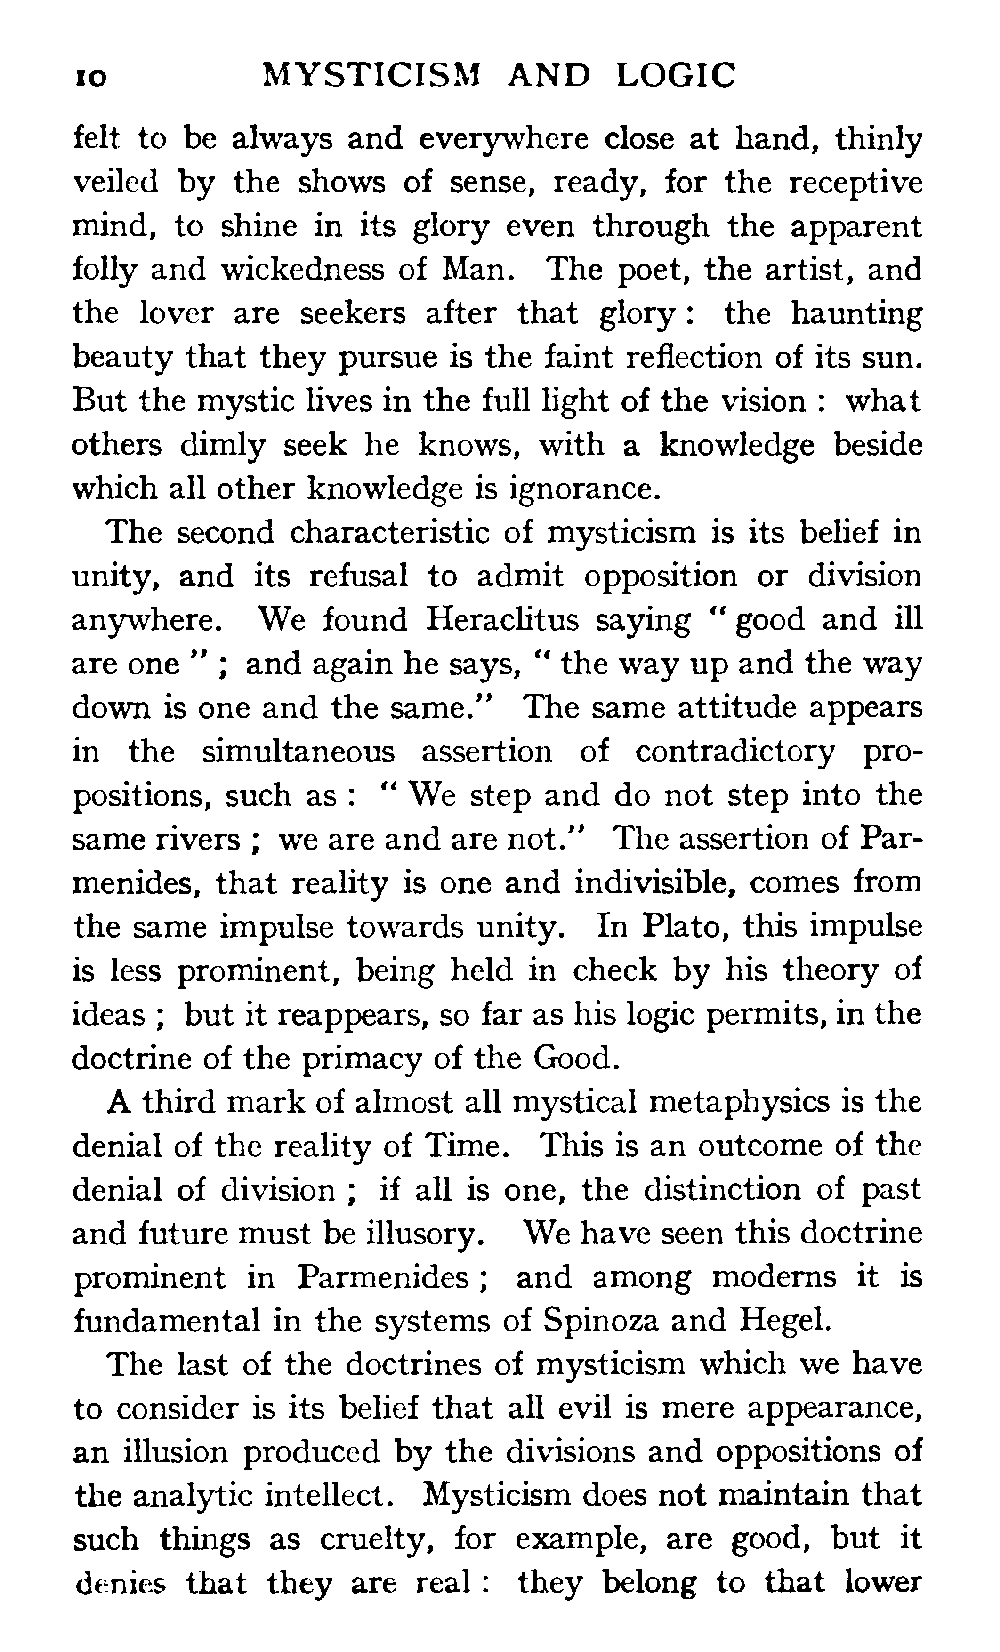 10 MYSTICISM AND LOGIC
felt to be always and everywhere close at hand, thinly
veiled by the shows of sense, ready, for the receptive
mind, to shine in its glory even through the apparent
folly and wickedness of Man. The poet, the artist, and
the lover are seekers after that glory : the haunting
beauty that they pursue is the faint reflection of its sun.
But the mystic lives in the full light of the vision : what
others dimly seek he knows, with a knowledge beside
which all other knowledge is ignorance.
The second characteristic of mysticism is its belief in
unity, and its refusal to admit opposition or division
anywhere. We found Heraclitus saying “ good and ill
are one ” ; and again he says, “ the way up and the way
down is one and the same.” The same attitude appears
in the simultaneous assertion of contradictory pro-
positions, such as : “ We step and do not step into the
same rivers ; we are and are not.” The assertion of Par-
menides, that reality is one and indivisible, comes from
the same impulse towards unity. In Plato, this impulse
is less prominent, being held in check by his theory of
ideas ; but it reappears, so far as his logic permits, in the
doctrine of the primacy of the Good.
A third mark of almost all mystical metaphysics is the
denial of the reality of Time. This is an outcome of the
denial of division ; if all is one, the distinction of past
and future must be illusory. We have seen this doctrine
prominent in Parmenides ; and among moderns it is
fundamental in the systems of Spinoza and Hegel.
The last of the doctrines of mysticism which we have
to consider is its belief that all evil is mere appearance,
an illusion produced by the divisions and oppositions of
the analytic intellect. Mysticism does not maintain that
such things as cruelty, for example, are good, but it
denies that they are real : they belong to that lower